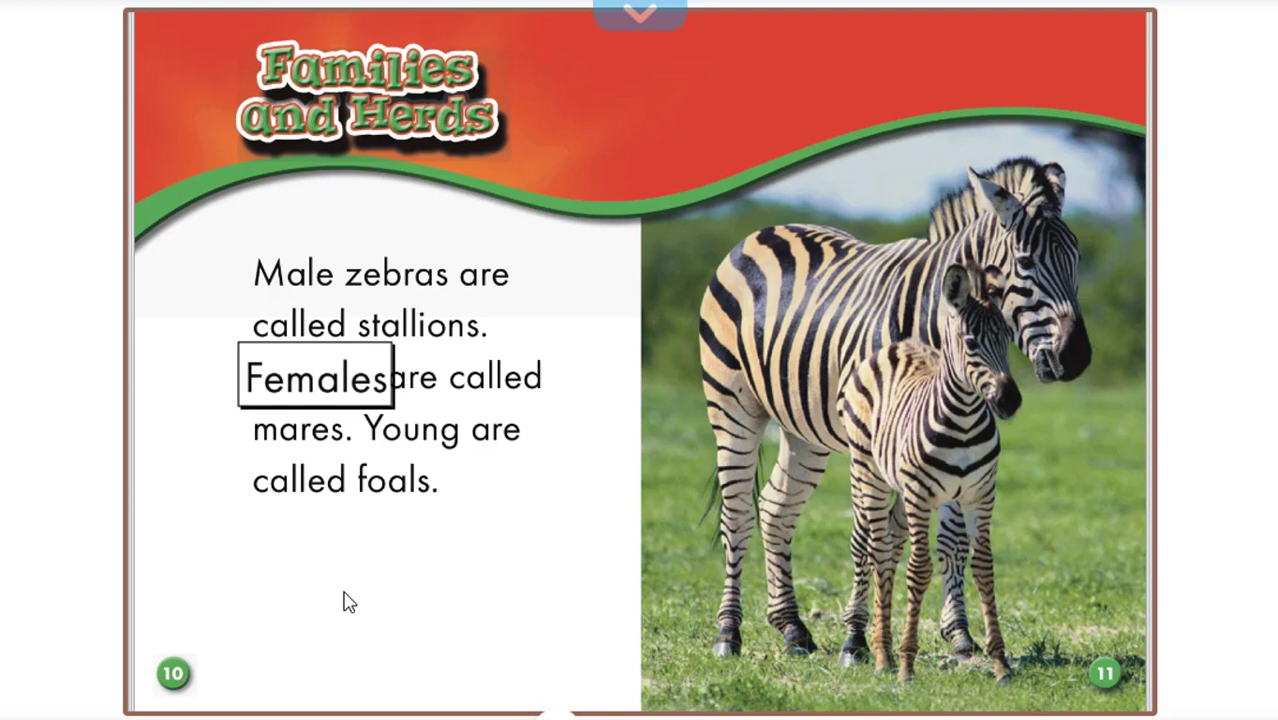 Families
and Herds
Male zebras are
called stallions.
Females are called
mares. Young are
called foals.
10
11